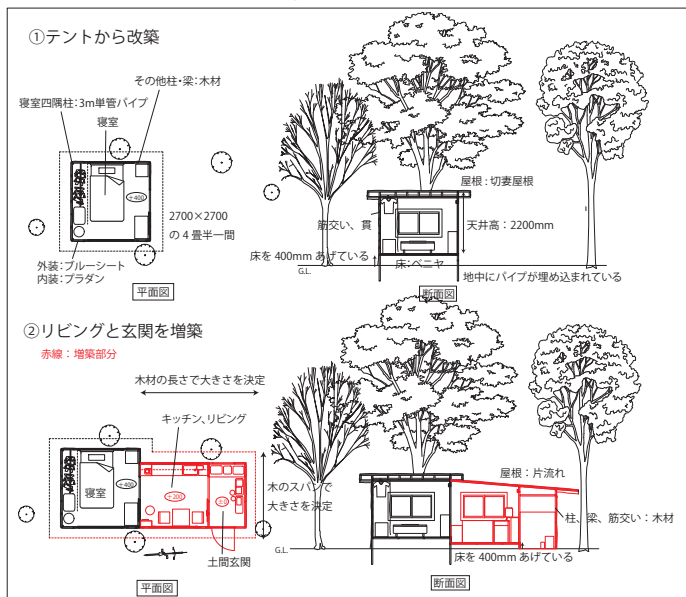 ①テントから改築
その他柱・梁：木材
寝室四隅柱：3m単管パイプ
寝室
+400
2700×2700
の４畳半一間
外装：ブルーシート
内装：プラダン
平面図
屋根：切妻屋根
筋交い、貫
天井高：2200mm
床を 400mm あげている
床：ベニヤ
G.L.
地中にパイプが埋め込まれている
断面図
②リビングと玄関を増築
赤線：増築部分
木材の長さで大きさを決定
キッチン、リビング
寝室
+400
+200
±0
木のスパンで
大きさを決定
土間玄関
平面図
屋根：片流れ
柱、梁、筋交い：木材
G.L.
床を 400mm あげている
断面図